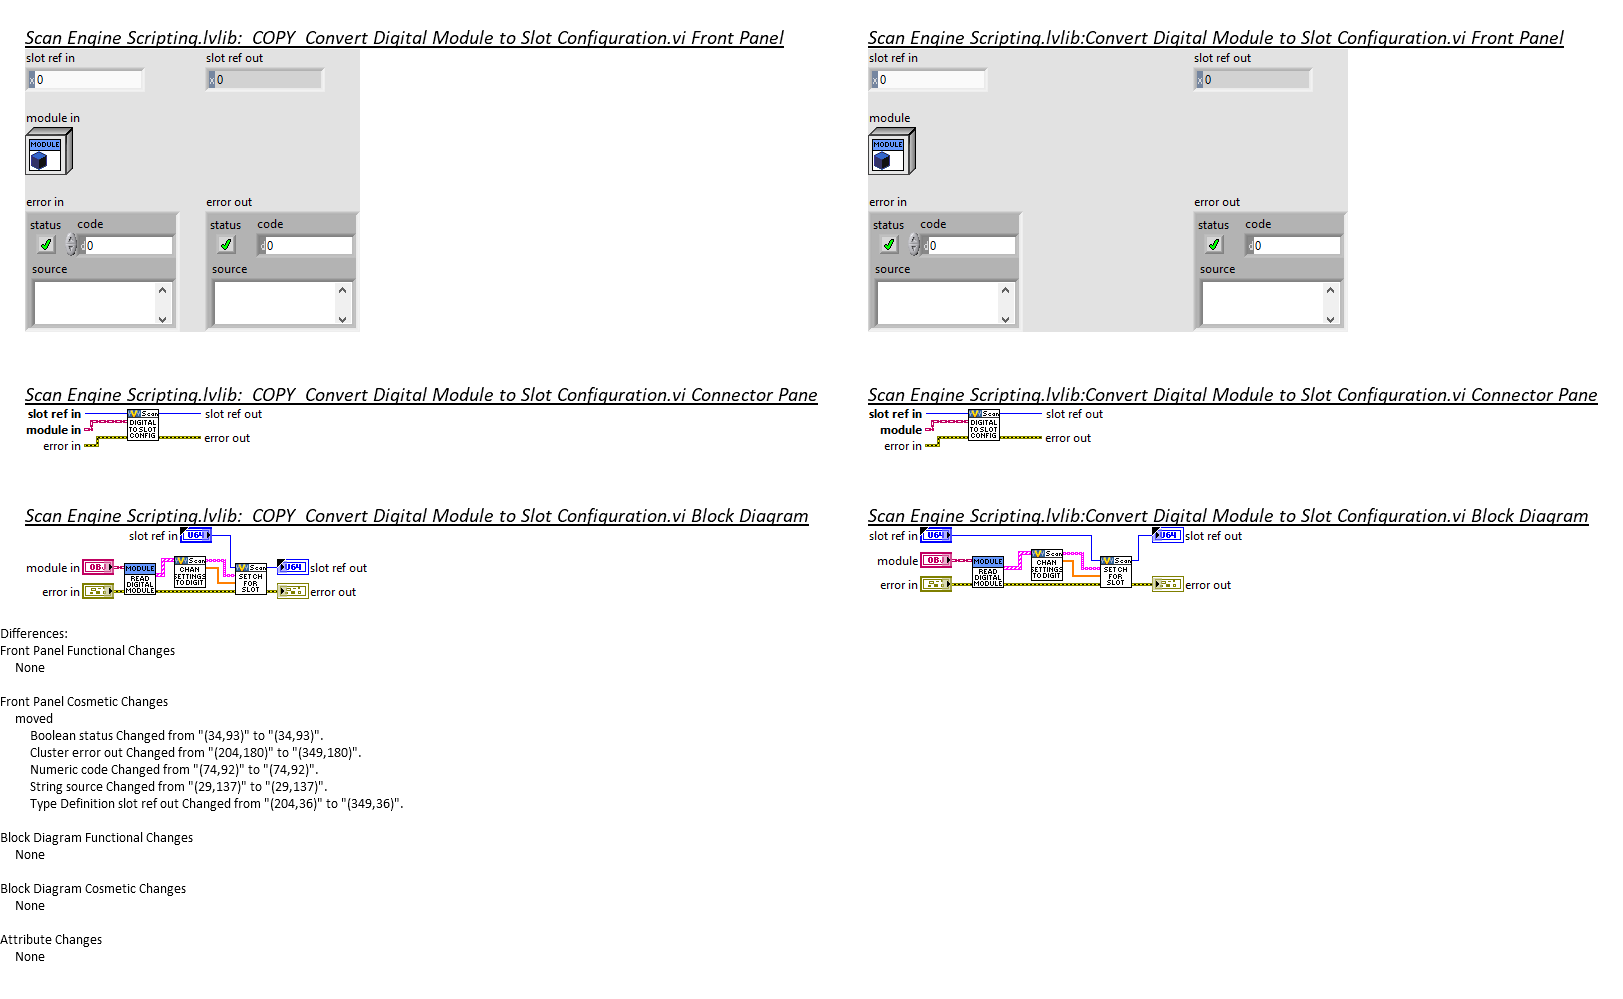 Scan Engine Scripting.lvlib:  COPY  Convert Digital Module to Slot Configuration.vi Front Panel
slot ref in
slot ref out
x 0
x 0
module in
MODULE
error in
error out
status
code
status
code
d 0
d 0
source
source
Scan Engine Scripting.lvlib:Convert Digital Module to Slot Configuration.vi Front Panel
slot ref in
slot ref out
x 0
x 0
module
MODULE
error in
error out
status
code
status
code
d 0
d 0
source
source
Scan Engine Scripting.lvlib:  COPY  Convert Digital Module to Slot Configuration.vi Connector Pane
slot ref in
module in
error in
Scan
DIGITAL
TO SLOT
CONFIG
slot ref out
error out
Scan Engine Scripting.lvlib:Convert Digital Module to Slot Configuration.vi Connector Pane
slot ref in
module
error in
Scan
DIGITAL
TO SLOT
CONFIG
slot ref out
error out
Scan Engine Scripting.lvlib:  COPY  Convert Digital Module to Slot Configuration.vi Block Diagram
slot ref in
U64
module in
OBJ
error in
MODULE
READ
DIGITAL
MODULE
Scan
CHAN
SETTINGS
TO DIGIT
Scan
SET CH
FOR
SLOT
U64
slot ref out
error out
Scan Engine Scripting.lvlib:Convert Digital Module to Slot Configuration.vi Block Diagram
slot ref in
U64
module
OBJ
error in
MODULE
READ
DIGITAL
MODULE
Scan
CHAN
SETTINGS
TO DIGIT
Scan
SET CH
FOR
SLOT
U64
slot ref out
error out
Differences:
Front Panel Functional Changes
None
Front Panel Cosmetic Changes
moved
Boolean status Changed from "(34,93)" to "(34,93)".
Cluster error out Changed from "(204,180)" to "(349,180)".
Numeric code Changed from "(74,92)" to "(74,92)".
String source Changed from "(29,137)" to "(29,137)".
Type Definition slot ref out Changed from "(204,36)" to "(349,36)".
Block Diagram Functional Changes
None
Block Diagram Cosmetic Changes
None
Attribute Changes
None